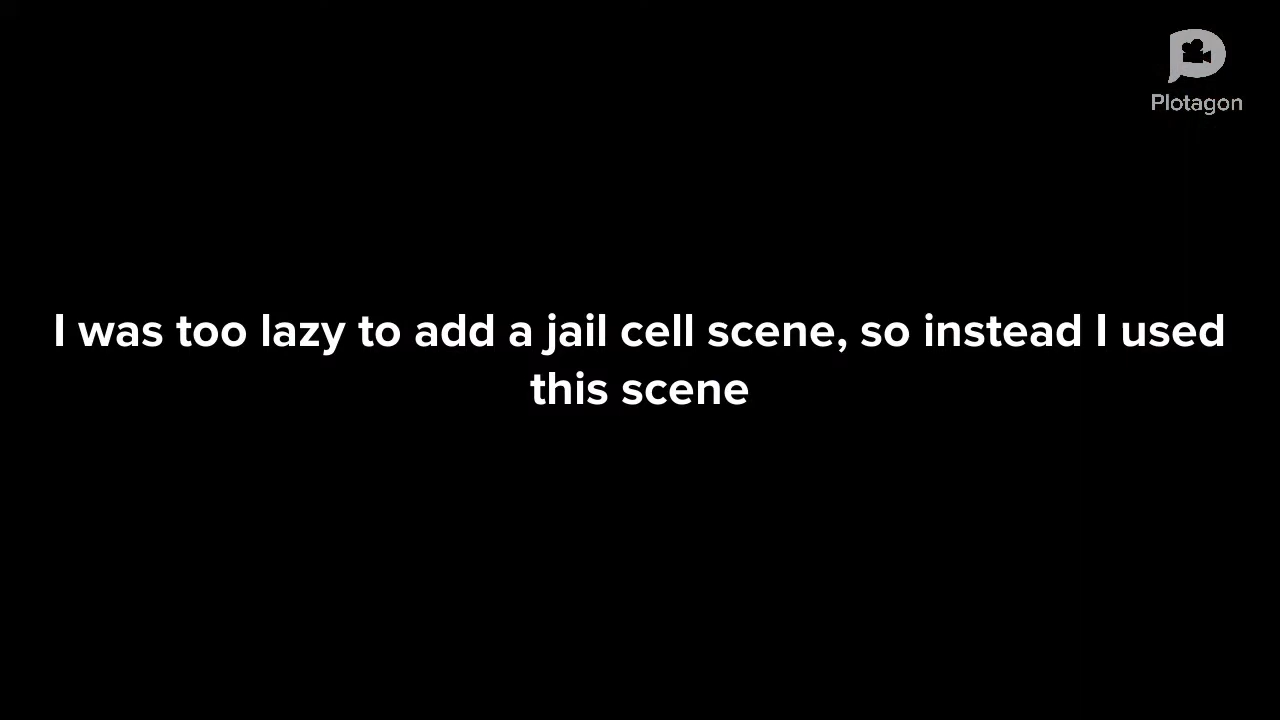 Plotagon
I was too lazy to add a jail cell scene, so instead I used
this scene